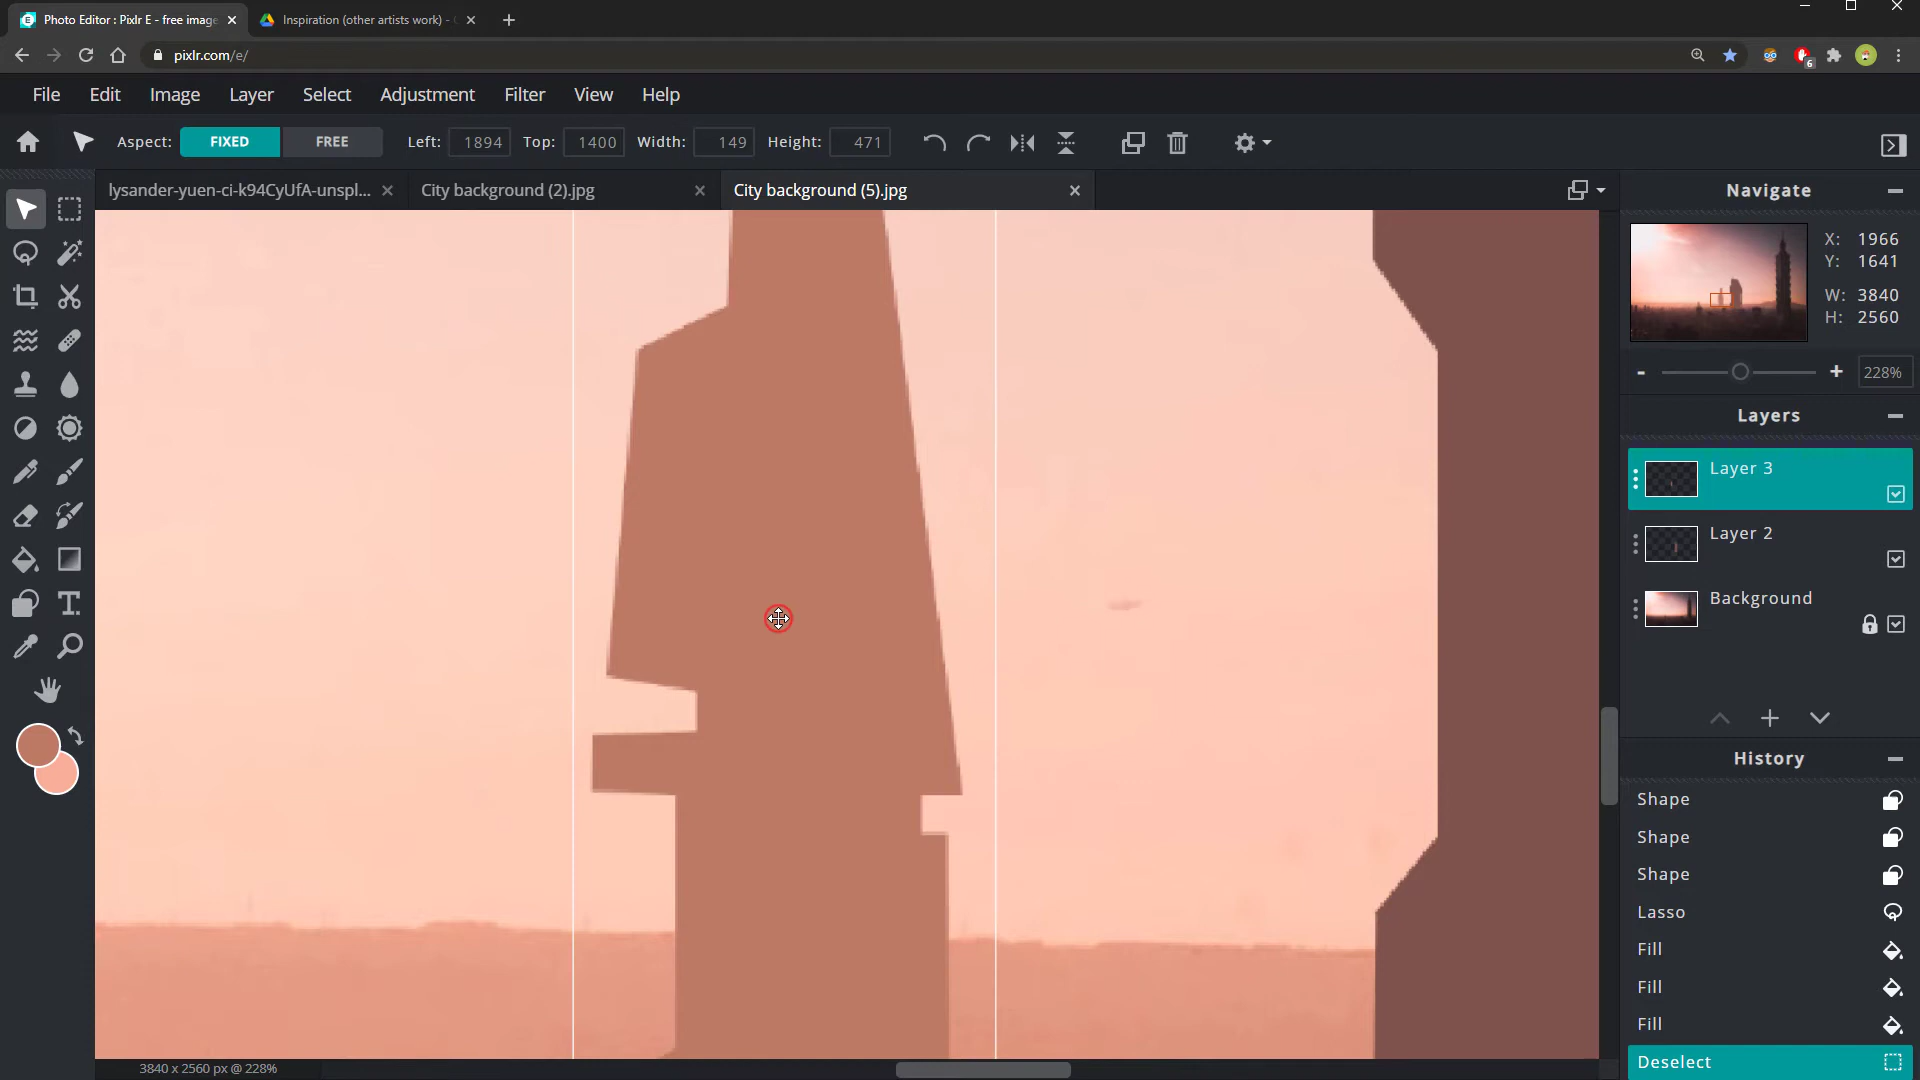 Photo Editor : Pixlr E - free image
Inspiration (other artists work) -
pixlr.com/e/
6
File Edit Image Layer Select Adjustment Filter View Help
Aspect: FIXED FREE Left: 1894 Top: 1400 Width: 149 Height: 471
lysander-yuen-ci-k94CyUfA-unspl... City background (2).jpg City background (5).jpg
Navigate
X: 1966
Y: 1641
W: 3840
H: 2560
- + 228%
Layers
Layer 3
Layer 2
Background
History
Shape
Shape
Shape
Lasso
Fill
Fill
Fill
Deselect
3840 x 2560 px @ 228%